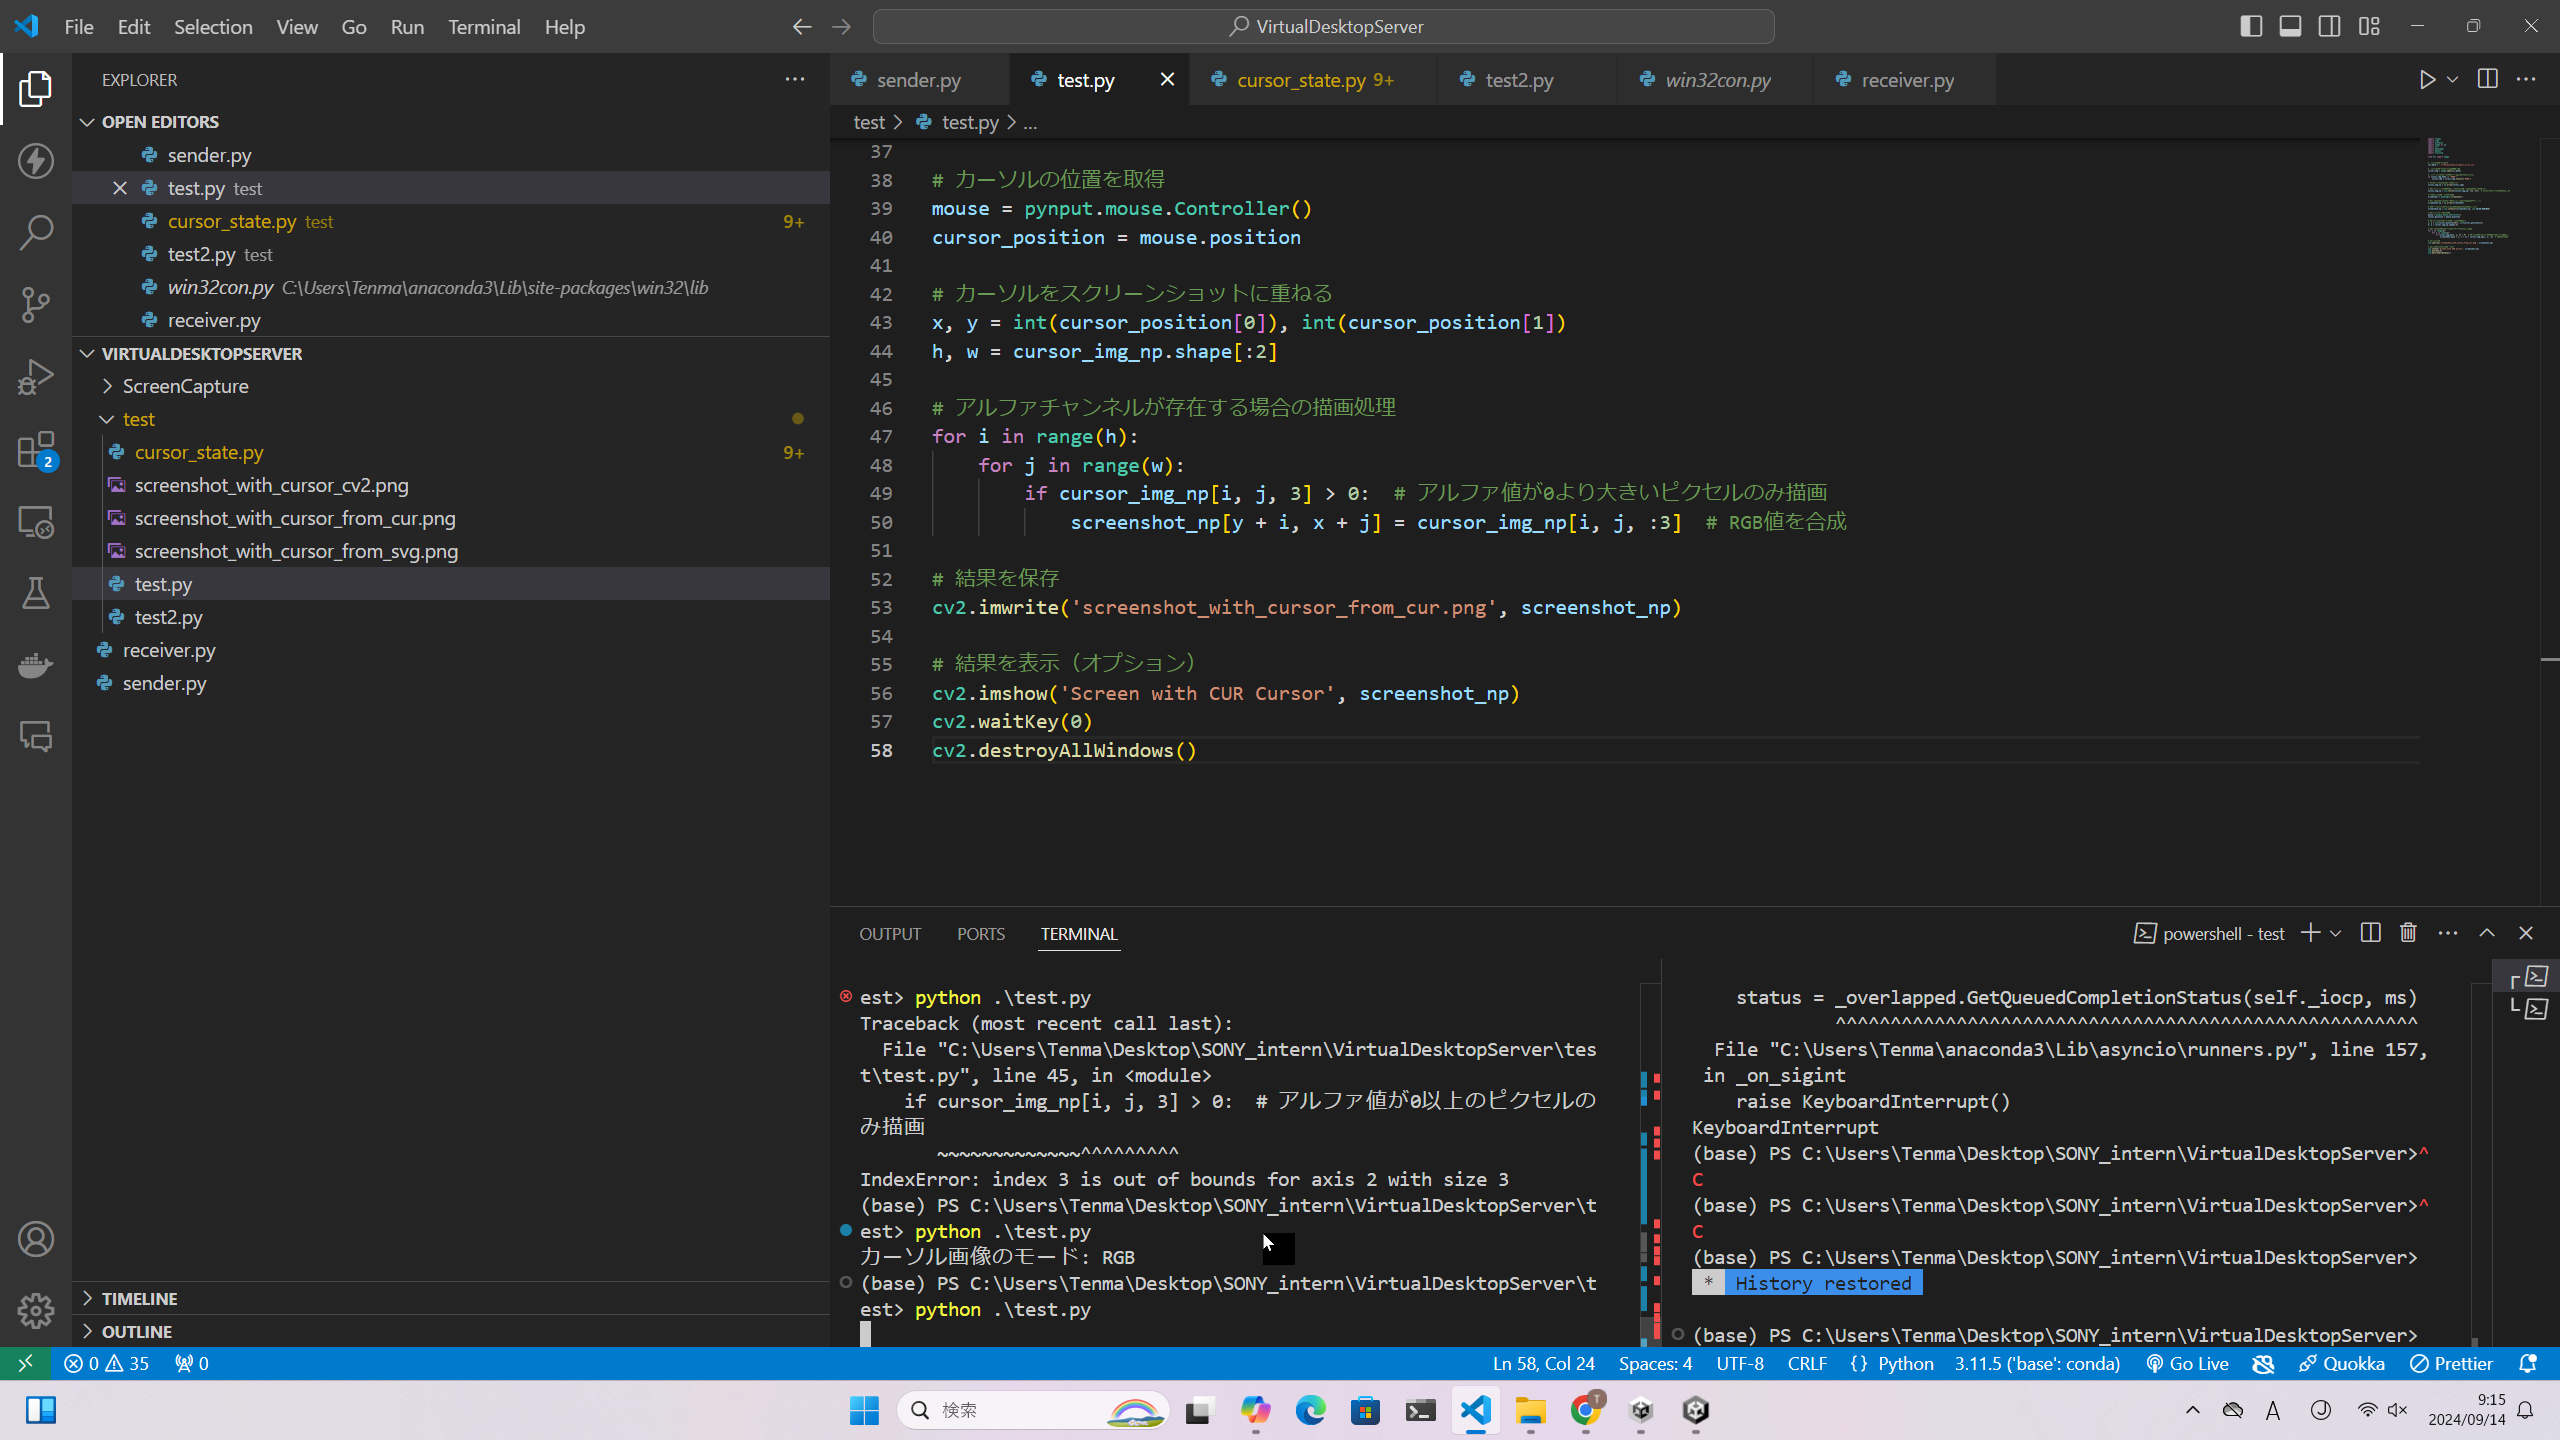 File Edit Selection View Go Run Terminal Help
VirtualDesktopServer
EXPLORER
OPEN EDITORS
sender.py
test.py test
cursor_state.py test 9+
test2.py test
win32con.py C:\Users\Tenma\anaconda3\Lib\site-packages\win32\lib
receiver.py
VIRTUALDESKTOPSERVER
ScreenCapture
test
cursor_state.py 9+
screenshot_with_cursor_cv2.png
screenshot_with_cursor_from_cur.png
screenshot_with_cursor_from_svg.png
test.py
test2.py
receiver.py
sender.py
TIMELINE
OUTLINE
2
sender.py test.py cursor_state.py 9+ test2.py win32con.py receiver.py
test > test.py > ...
37
38 # カーソルの位置を取得
39 mouse = pynput.mouse.Controller()
40 cursor_position = mouse.position
41
42 # カーソルをスクリーンショットに重ねる
43 x, y = int(cursor_position[0]), int(cursor_position[1])
44 h, w = cursor_img_np.shape[:2]
45
46 # アルファチャンネルが存在する場合の描画処理
47 for i in range(h):
48     for j in range(w):
49         if cursor_img_np[i, j, 3] > 0:  # アルファ値が0より大きいピクセルのみ描画
50             screenshot_np[y + i, x + j] = cursor_img_np[i, j, :3]  # RGB値を合成
51
52 # 結果を保存
53 cv2.imwrite('screenshot_with_cursor_from_cur.png', screenshot_np)
54
55 # 結果を表示（オプション）
56 cv2.imshow('Screen with CUR Cursor', screenshot_np)
57 cv2.waitKey(0)
58 cv2.destroyAllWindows()
OUTPUT PORTS TERMINAL
powershell - test
est> python .\test.py
Traceback (most recent call last):
  File "C:\Users\Tenma\Desktop\SONY_intern\VirtualDesktopServer\tes
t\test.py", line 45, in <module>
    if cursor_img_np[i, j, 3] > 0:  # アルファ値が0以上のピクセルの
み描画
       ~~~~~~~~~~~~~^^^^^^^^^
IndexError: index 3 is out of bounds for axis 2 with size 3
(base) PS C:\Users\Tenma\Desktop\SONY_intern\VirtualDesktopServer\t
est> python .\test.py
カーソル画像のモード: RGB
(base) PS C:\Users\Tenma\Desktop\SONY_intern\VirtualDesktopServer\t
est> python .\test.py
    status = _overlapped.GetQueuedCompletionStatus(self._iocp, ms)
             ^^^^^^^^^^^^^^^^^^^^^^^^^^^^^^^^^^^^^^^^^^^^^^^^^^^^^
  File "C:\Users\Tenma\anaconda3\Lib\asyncio\runners.py", line 157,
 in _on_sigint
    raise KeyboardInterrupt()
KeyboardInterrupt
(base) PS C:\Users\Tenma\Desktop\SONY_intern\VirtualDesktopServer>^
C
(base) PS C:\Users\Tenma\Desktop\SONY_intern\VirtualDesktopServer>^
C
(base) PS C:\Users\Tenma\Desktop\SONY_intern\VirtualDesktopServer>
* History restored
(base) PS C:\Users\Tenma\Desktop\SONY_intern\VirtualDesktopServer>
0 35 0 Ln 58, Col 24 Spaces: 4 UTF-8 CRLF {} Python 3.11.5 ('base': conda) Go Live Quokka Prettier
検索
T
A
9:15
2024/09/14